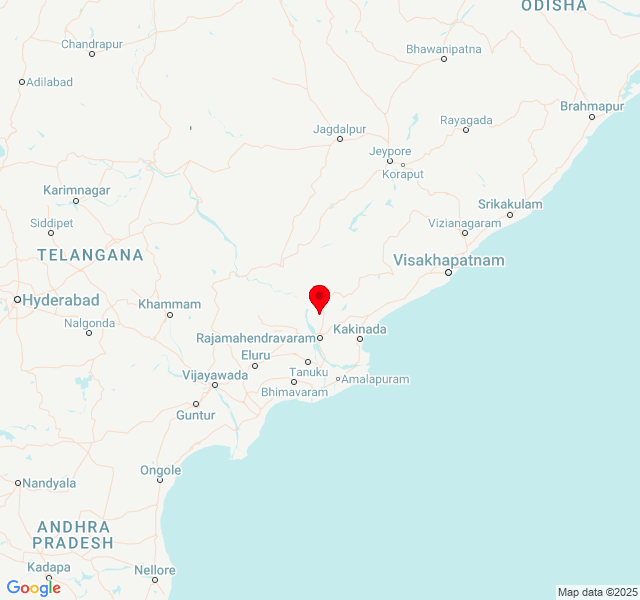 ODISHA
Chandrapur
Bhawanipatna
Adilabad
Brahmapur
Rayagada
Jagdalpur
Jeypore
Koraput
Karimnagar
Srikakulam
Siddipet
Vizianagaram
TELANGANA
Visakhapatnam
Hyderabad
Khammam
Nalgonda
Rajamahendravaram
Kakinada
Eluru
Tanuku
Vijayawada
Amalapuram
Bhimavaram
Guntur
Ongole
Nandyala
ANDHRA
PRADESH
Kadapa
Nellore
Google
Map data ©2025